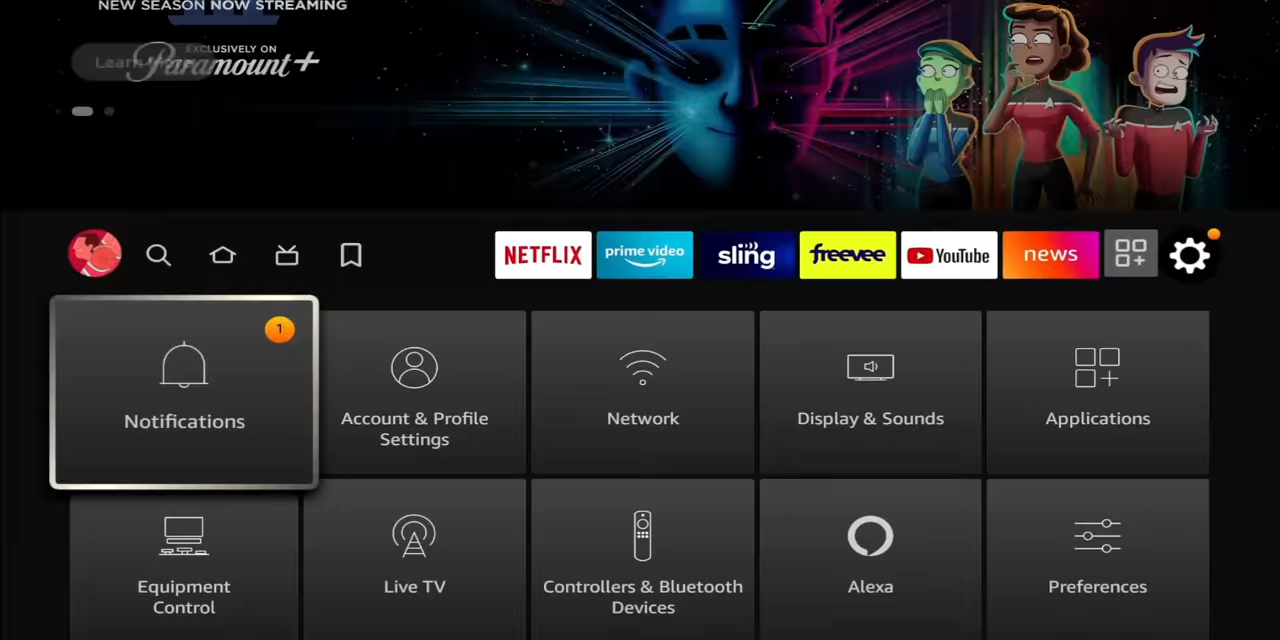 NEW SEASON NOW STREAMING
EXCLUSIVELY ON
Learn
Paramount+
NETFLIX
prime video
sling
freevee
YouTube
news
1
Notifications
Account & Profile
Settings
Network
Display & Sounds
Applications
Equipment
Control
Live TV
Controllers & Bluetooth
Devices
Alexa
Preferences